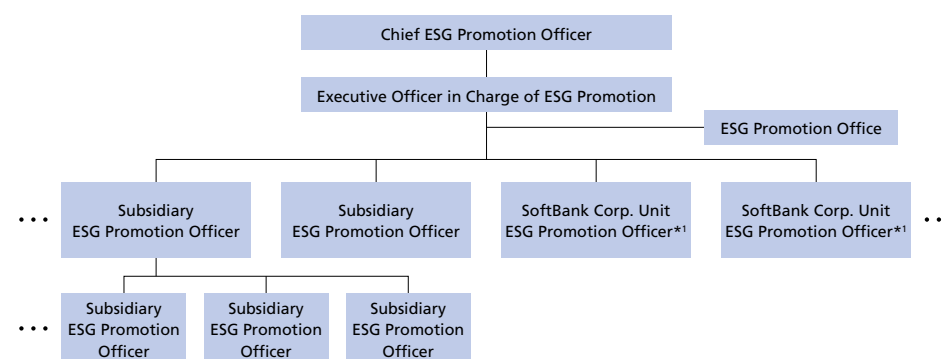 Chief ESG Promotion Officer
Executive Officer in Charge of ESG Promotion
ESG Promotion Office
Subsidiary
ESG Promotion Officer
Subsidiary
ESG Promotion Officer
SoftBank Corp. Unit
ESG Promotion Officer*¹
SoftBank Corp. Unit
ESG Promotion Officer*¹
Subsidiary
ESG Promotion
Officer
Subsidiary
ESG Promotion
Officer
Subsidiary
ESG Promotion
Officer